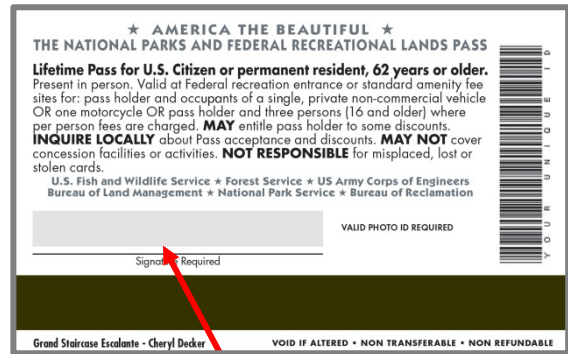 ★ AMERICA THE BEAUTIFUL ★
THE NATIONAL PARKS AND FEDERAL RECREATIONAL LANDS PASS
Lifetime Pass for U.S. Citizen or permanent resident, 62 years or older.
Present in person. Valid at Federal recreation entrance or standard amenity fee
sites for: pass holder and occupants of a single, private non-commercial vehicle
OR one motorcycle OR pass holder and three persons (16 and older) where
per person fees are charged. MAY entitle pass holder to some discounts.
INQUIRE LOCALLY about Pass acceptance and discounts. MAY NOT cover
concession facilities or activities. NOT RESPONSIBLE for misplaced, lost or
stolen cards.
U.S. Fish and Wildlife Service ★ Forest Service ★ US Army Corps of Engineers
Bureau of Land Management ★ National Park Service ★ Bureau of Reclamation
VALID PHOTO ID REQUIRED
Signature Required
YOUR UNIQUE ID
Grand Staircase Escalante - Cheryl Decker
VOID IF ALTERED • NON TRANSFERABLE • NON REFUNDABLE